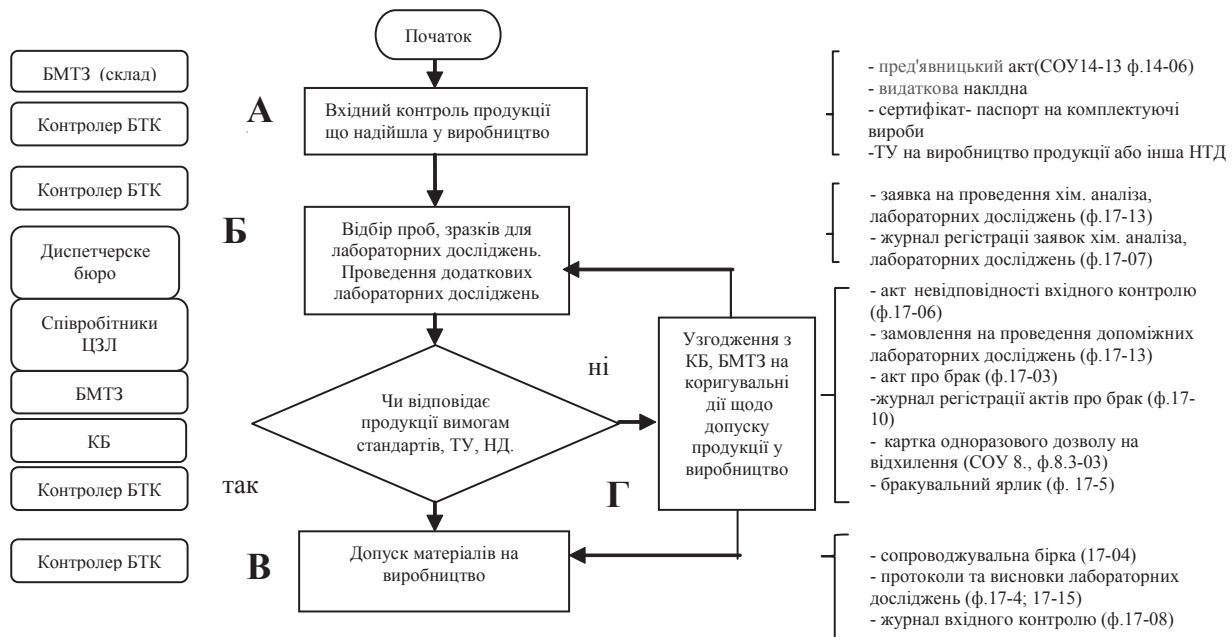 Початок
БМТЗ (склад)
Контролер БТК
Контролер БТК
Диспетчерске
бюро
Співробітники
ЦЗЛ
БМТЗ
КБ
Контролер БТК
Контролер БТК
А
Вхідний контроль продукції
що надійшла у виробництво
Б
Відбір проб, зразків для
лабораторних досліджень.
Проведення додаткових
лабораторних досліджень
Чи відповідає
продукції вимогам
стандартів, ТУ, НД.
ні
так
Г
Узгодження з
КБ, БМТЗ на
коригувальні
дії щодо
допуску
продукції у
виробництво
В
Допуск матеріалів на
виробництво
- пред'явницький акт(СОУ14-13 ф.14-06)
- видаткова наклдна
- сертифікат- паспорт на комплектуючі
вироби
-ТУ на виробництво продукції або інша НТД
- заявка на проведення хім. аналіза,
лабораторних досліджень (ф.17-13)
- журнал регістраціі заявок хім. аналіза,
лабораторних досліджень (ф.17-07)
- акт невідповідності вхідного контролю
(ф.17-06)
- замовлення на проведення допоміжних
лабораторних досліджень (ф.17-13)
- акт про брак (ф.17-03)
-журнал регістрації актів про брак (ф.17-
10)
- картка одноразового дозволу на
відхилення (СОУ 8., ф.8.3-03)
- бракувальний ярлик (ф. 17-5)
- сопроводжувальна бірка (17-04)
- протоколи та висновки лабораторних
досліджень (ф.17-4; 17-15)
- журнал вхідного контролю (ф.17-08)